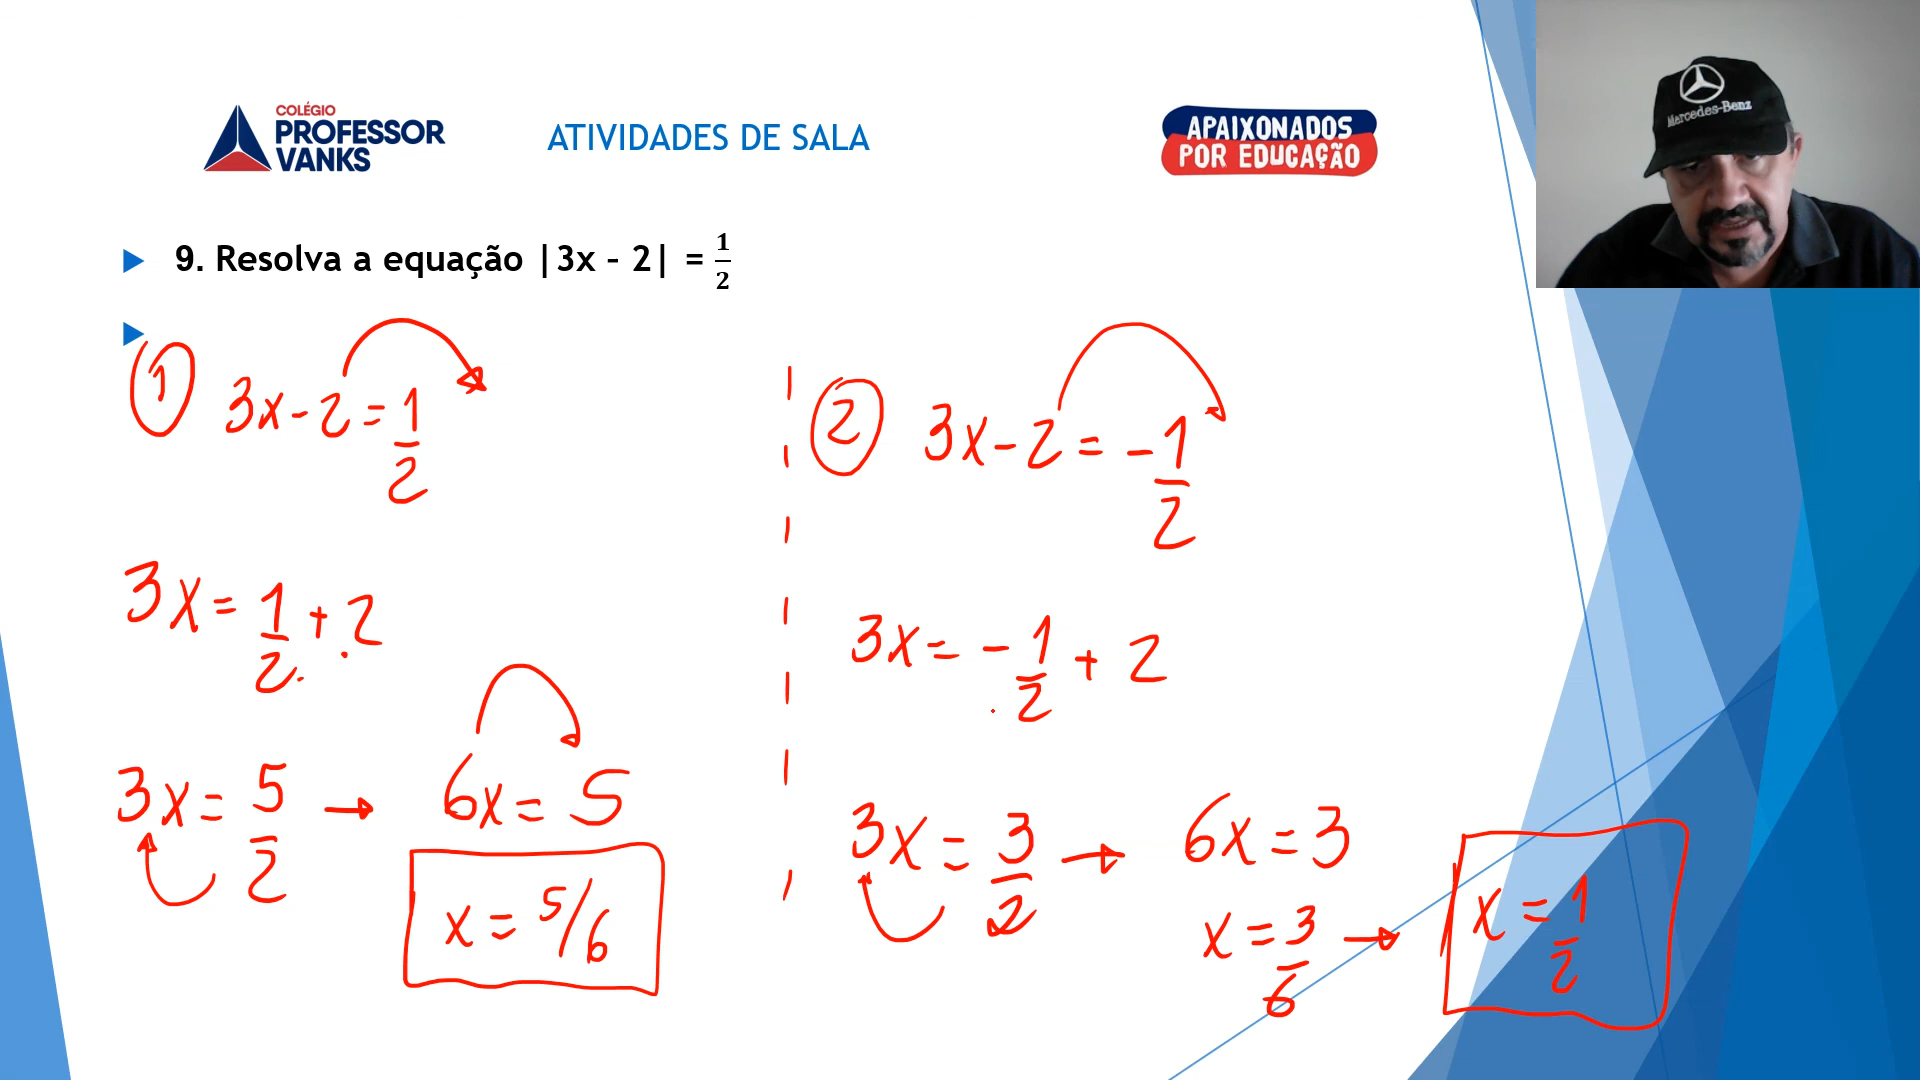 COLÉGIO
PROFESSOR
VANKS
ATIVIDADES DE SALA
APAIXONADOS
POR EDUCAÇÃO
Mercedes-Benz
9. Resolva a equação |3x – 2| = 1/2
1 3x - 2 = 1/2
3x = 1/2 + 2
3x = 5/2 → 6x = 5
x = 5/6
2 3x - 2 = - 1/2
3x = - 1/2 + 2
3x = 3/2 → 6x = 3
x = 3/6 → x = 1/2